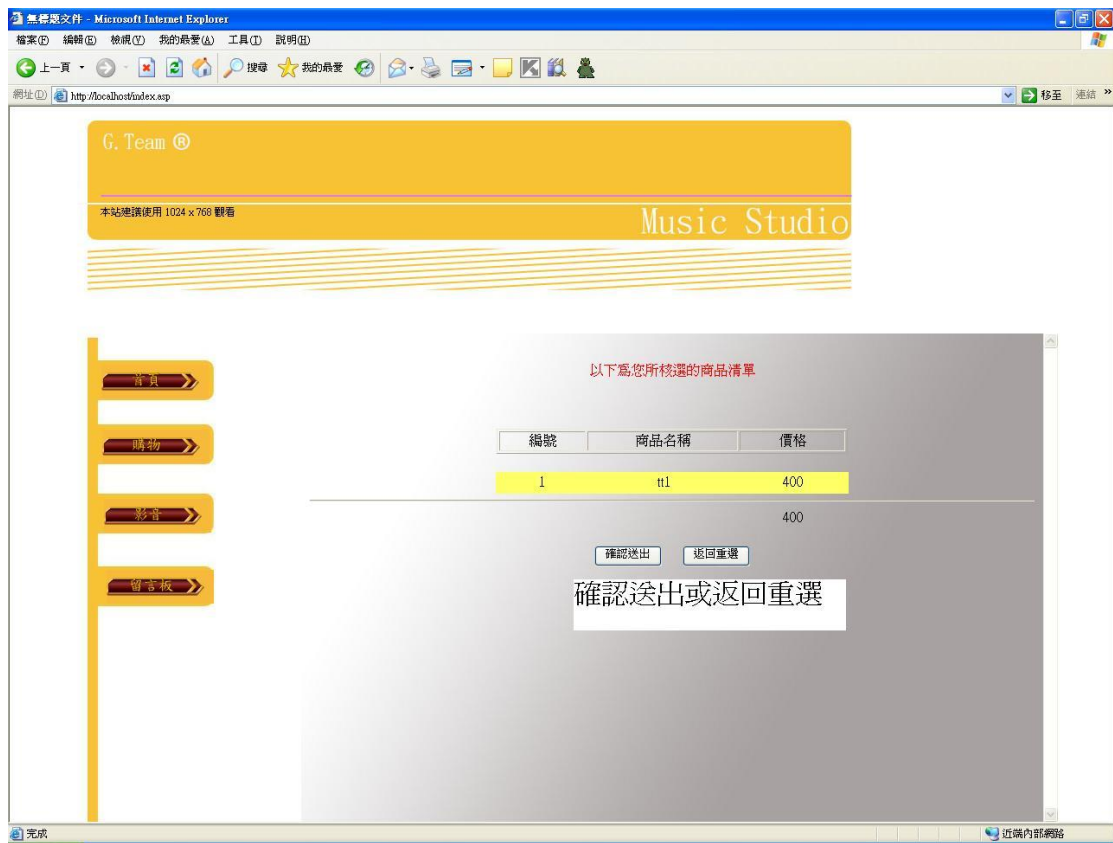 無標題文件 - Microsoft Internet Explorer
檔案(F) 編輯(E) 檢視(V) 我的最愛(A) 工具(T) 說明(H)
上一頁 搜尋 我的最愛
網址(D) http://localhost/index.asp 移至 連結 »
G.Team ®
本站建議使用 1024 x 768 觀看
Music Studio
首頁
購物
影音
留言板
以下為您所核選的商品清單
編號 商品名稱 價格
1 tt1 400
400
確認送出 返回重選
確認送出或返回重選
完成 近端內部網路